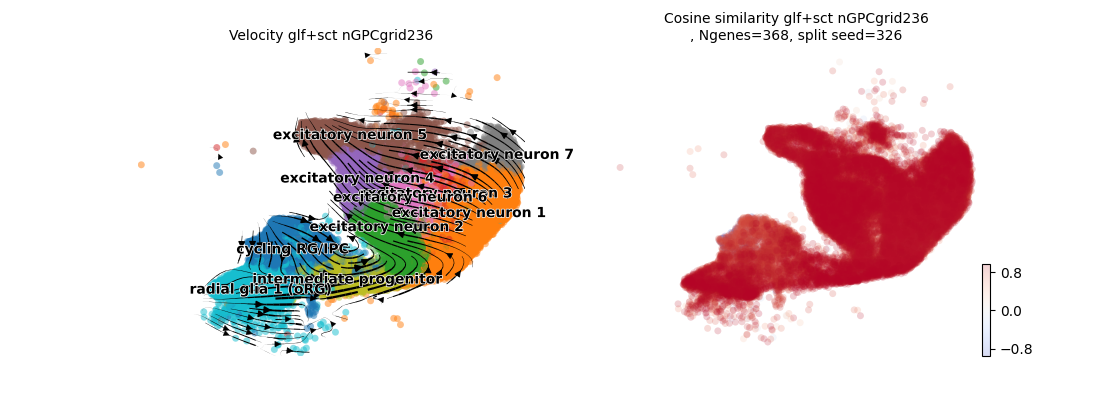 Velocity glf+sct nGPCgrid236
Cosine similarity glf+sct nGPCgrid236
, Ngenes=368, split seed=326
excitatory neuron 5
excitatory neuron 7
excitatory neuron 4
excitatory neuron 3
excitatory neuron 6
excitatory neuron 1
excitatory neuron 2
cycling RG/IPC
intermediate progenitor
radial glia 1 (oRG)
0.8
0.0
−0.8